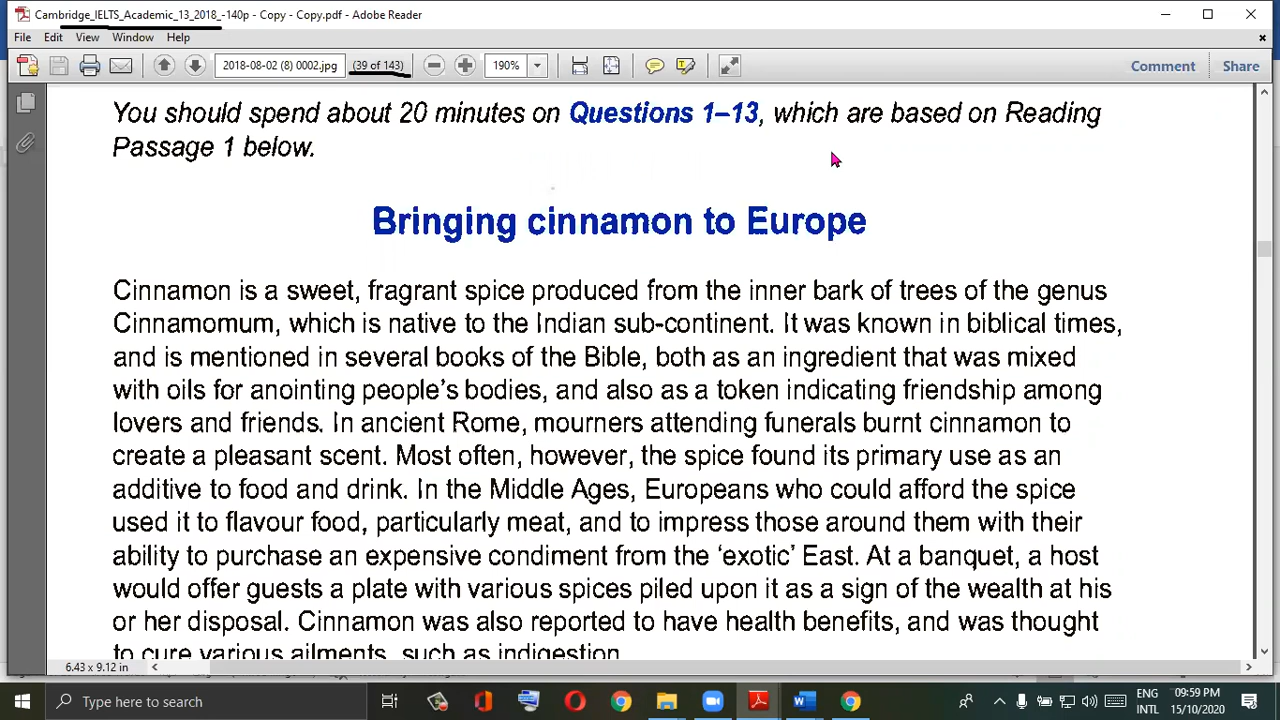 Cambridge_IELTS_Academic_13_2018_-140p - Copy - Copy.pdf - Adobe Reader
File Edit View Window Help
2018-08-02 (8) 0002.jpg (39 of 143) 190% Comment Share
You should spend about 20 minutes on Questions 1–13, which are based on Reading
Passage 1 below.
Bringing cinnamon to Europe
Cinnamon is a sweet, fragrant spice produced from the inner bark of trees of the genus
Cinnamomum, which is native to the Indian sub-continent. It was known in biblical times,
and is mentioned in several books of the Bible, both as an ingredient that was mixed
with oils for anointing people’s bodies, and also as a token indicating friendship among
lovers and friends. In ancient Rome, mourners attending funerals burnt cinnamon to
create a pleasant scent. Most often, however, the spice found its primary use as an
additive to food and drink. In the Middle Ages, Europeans who could afford the spice
used it to flavour food, particularly meat, and to impress those around them with their
ability to purchase an expensive condiment from the ‘exotic’ East. At a banquet, a host
would offer guests a plate with various spices piled upon it as a sign of the wealth at his
or her disposal. Cinnamon was also reported to have health benefits, and was thought
to cure various ailments, such as indigestion.
6.43 x 9.12 in
Type here to search
ENG 09:59 PM
INTL 15/10/2020